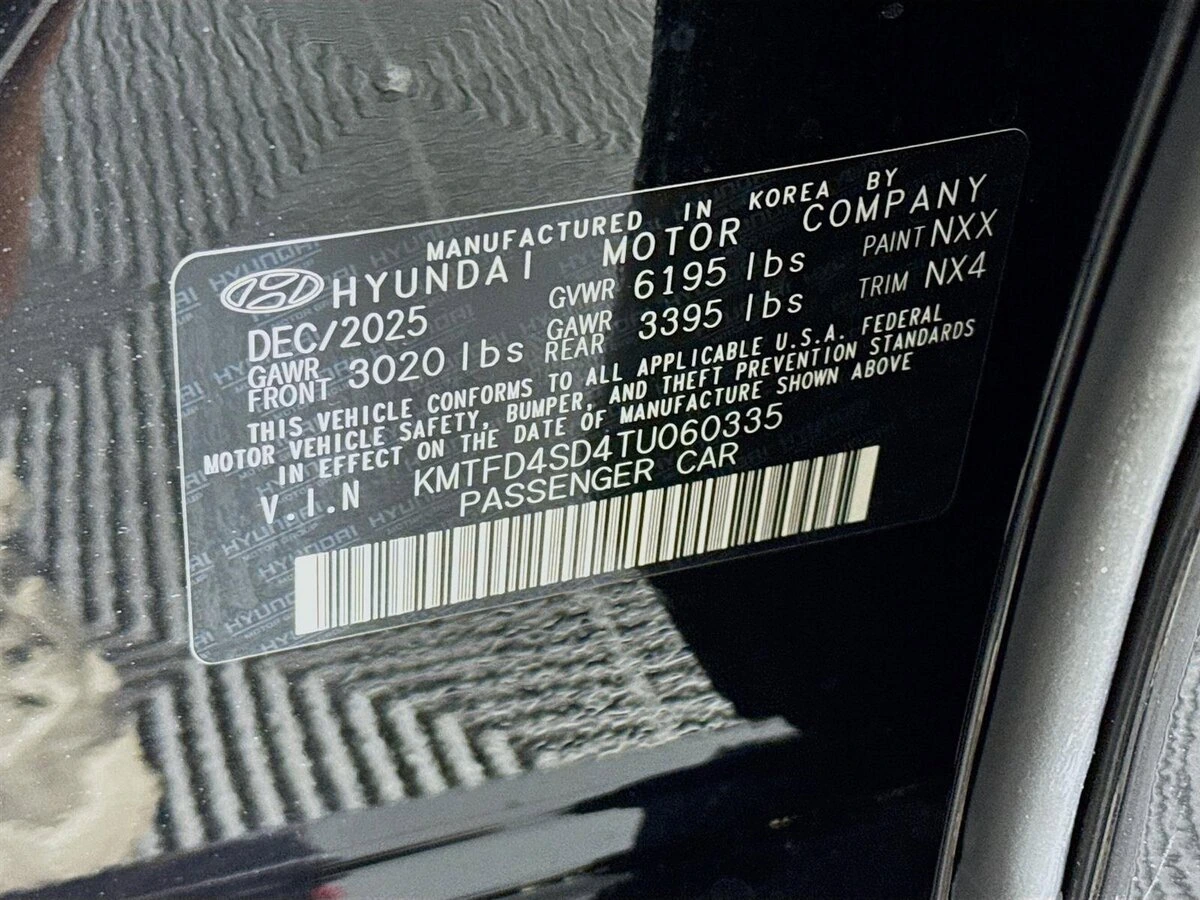 MANUFACTURED IN KOREA BY
HYUNDAI MOTOR COMPANY
DEC/2025 GVWR 6195 lbs PAINT NXX
GAWR FRONT 3020 lbs GAWR REAR 3395 lbs TRIM NX4
THIS VEHICLE CONFORMS TO ALL APPLICABLE U.S.A. FEDERAL
MOTOR VEHICLE SAFETY, BUMPER, AND THEFT PREVENTION STANDARDS
IN EFFECT ON THE DATE OF MANUFACTURE SHOWN ABOVE
V.I.N KMTFD4SD4TU060335
PASSENGER CAR